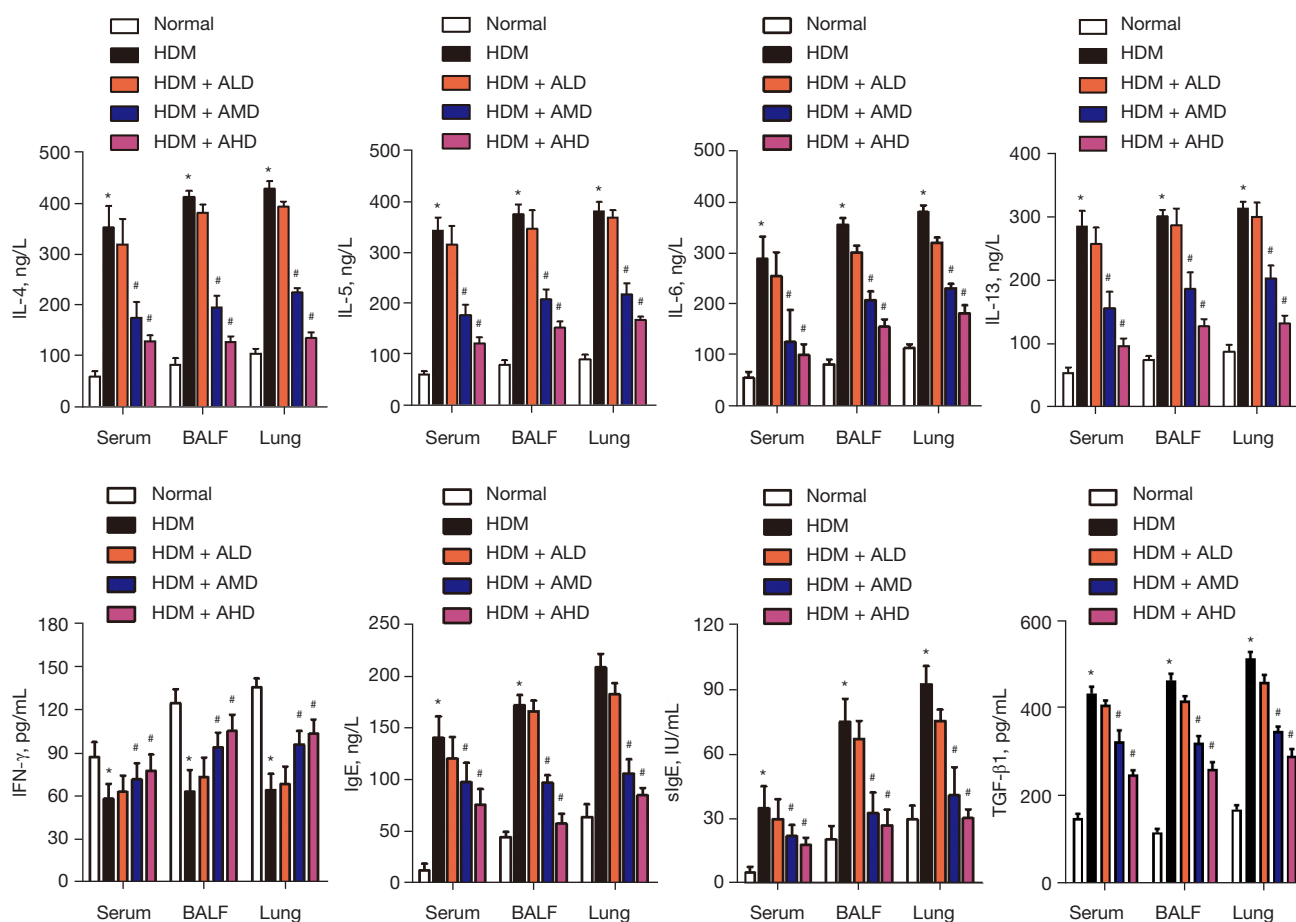 Normal
HDM
HDM + ALD
HDM + AMD
HDM + AHD
500
400
300
200
100
0
IL-4, ng/L
* * *
# # # # # #
Serum BALF Lung
Normal
HDM
HDM + ALD
HDM + AMD
HDM + AHD
500
400
300
200
100
0
IL-5, ng/L
* * *
# # # # # #
Serum BALF Lung
Normal
HDM
HDM + ALD
HDM + AMD
HDM + AHD
500
400
300
200
100
0
IL-6, ng/L
* * *
# # # # # #
Serum BALF Lung
Normal
HDM
HDM + ALD
HDM + AMD
HDM + AHD
400
300
200
100
0
IL-13, ng/L
* * *
# # # # # #
Serum BALF Lung
Normal
HDM
HDM + ALD
HDM + AMD
HDM + AHD
180
150
120
90
60
30
0
IFN-γ, pg/mL
* * *
# # # # # #
Serum BALF Lung
Normal
HDM
HDM + ALD
HDM + AMD
HDM + AHD
250
200
150
100
50
0
IgE, ng/L
* *
# # # # # #
Serum BALF Lung
Normal
HDM
HDM + ALD
HDM + AMD
HDM + AHD
120
90
60
30
0
sIgE, IU/mL
* * *
# # # # # #
Serum BALF Lung
Normal
HDM
HDM + ALD
HDM + AMD
HDM + AHD
600
400
200
0
TGF-β1, pg/mL
* * *
# # # # # #
Serum BALF Lung